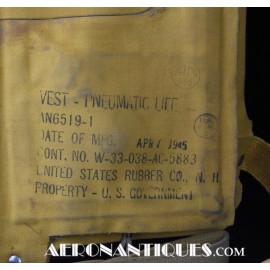 VEST - PNEUMATIC LIFE
AN6519-1
DATE OF MFG. APR / 1945
CONT. NO. W-33-038-AC-5883
UNITED STATES RUBBER CO., N. H.
PROPERTY - U. S. GOVERNMENT
AERONANTIQUES.COM